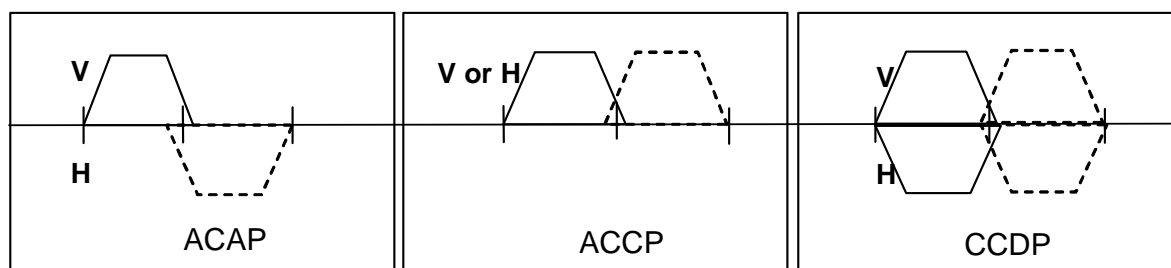 V
H
ACAP
V or H
ACCP
V
H
CCDP